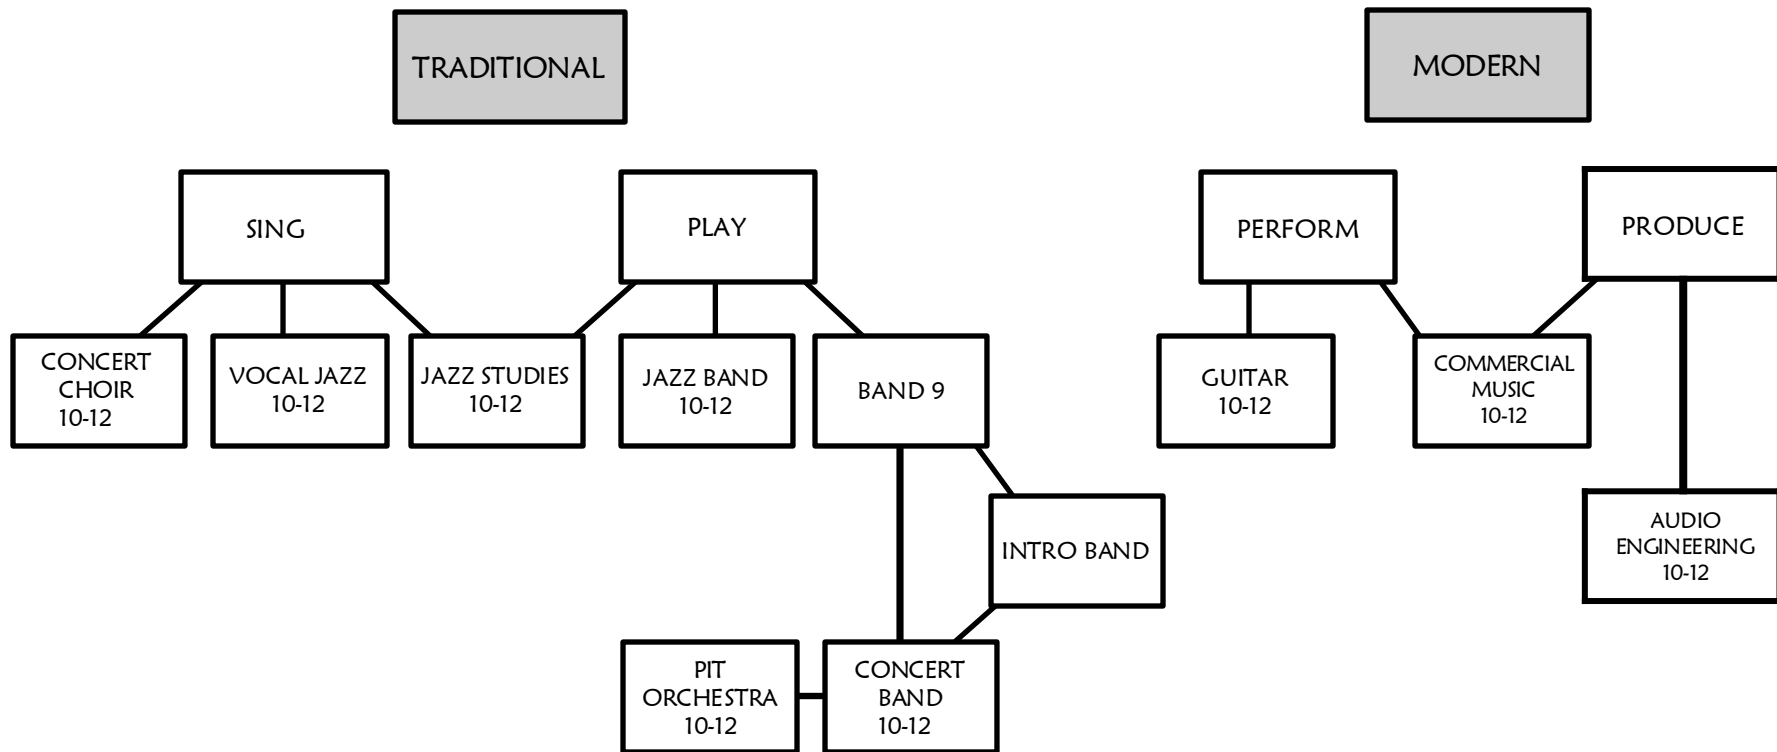 TRADITIONAL
MODERN
SING
PLAY
PERFORM
PRODUCE
CONCERT
CHOIR
10-12
VOCAL JAZZ
10-12
JAZZ STUDIES
10-12
JAZZ BAND
10-12
BAND 9
GUITAR
10-12
COMMERCIAL
MUSIC
10-12
INTRO BAND
AUDIO
ENGINEERING
10-12
PIT
ORCHESTRA
10-12
CONCERT
BAND
10-12